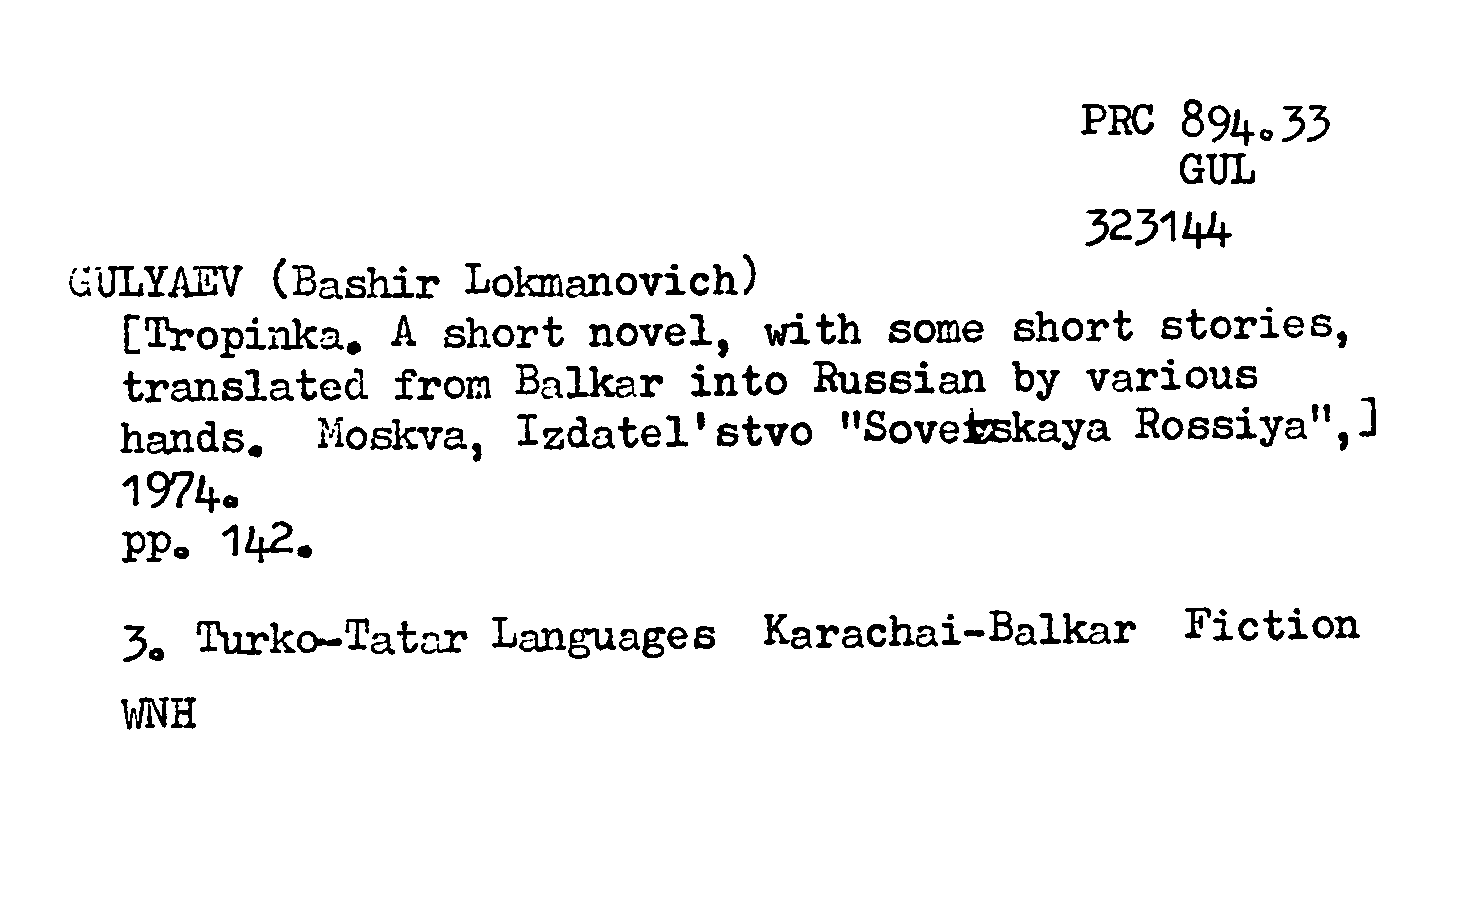 PRC 894.33
GUL
323144
GULYAEV (Bashir Lokmanovich)
[Tropinka. A short novel, with some short stories,
translated from Balkar into Russian by various
hands. Moskva, Izdatel'stvo "Sovetskaya Rossiya",]
1974.
pp. 142.
3. Turko-Tatar Languages Karachai-Balkar Fiction
WNH